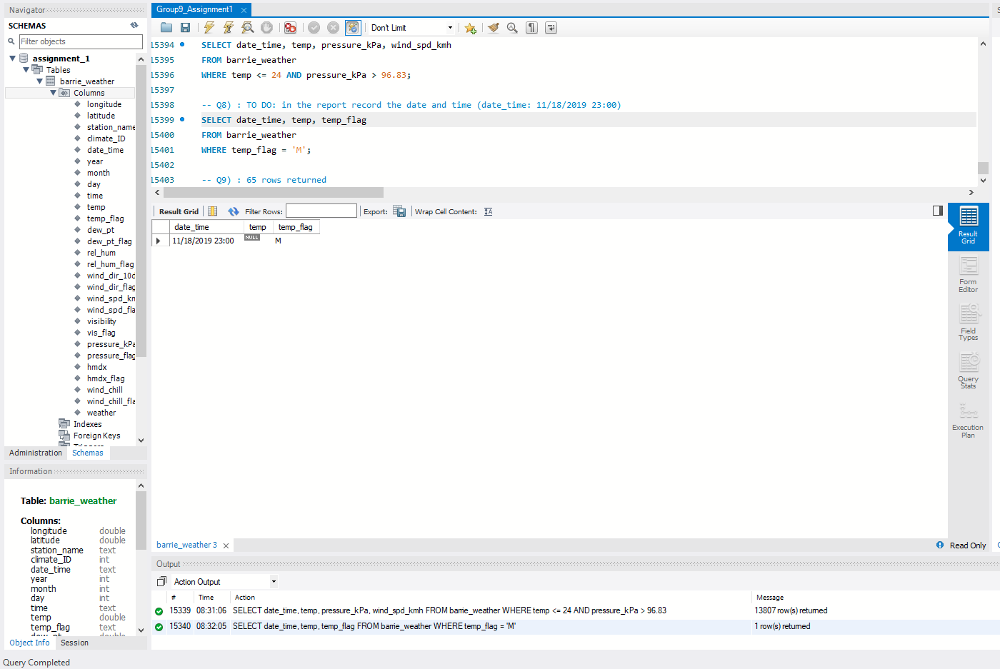 Navigator
SCHEMAS
Filter objects
assignment_1
Tables
barrie_weather
Columns
longitude
latitude
station_name
climate_ID
date_time
year
month
day
time
temp
temp_flag
dew_pt
dew_pt_flag
rel_hum
rel_hum_flag
wind_dir_10d
wind_dir_flag
wind_spd_km
wind_spd_fla
visibility
vis_flag
pressure_kPa
pressure_flag
hmdx
hmdx_flag
wind_chill
wind_chill_fla
weather
Indexes
Foreign Keys
Triggers
Administration Schemas
Information
Table: barrie_weather
Columns:
longitude double
latitude double
station_name text
climate_ID int
date_time text
year int
month int
day int
time text
temp double
temp_flag text
dew_pt double
Object Info Session
Query Completed
Group9_Assignment1
Don't Limit
15394 SELECT date_time, temp, pressure_kPa, wind_spd_kmh
15395 FROM barrie_weather
15396 WHERE temp <= 24 AND pressure_kPa > 96.83;
15397
15398 -- Q8) : TO DO: in the report record the date and time (date_time: 11/18/2019 23:00)
15399 SELECT date_time, temp, temp_flag
15400 FROM barrie_weather
15401 WHERE temp_flag = 'M';
15402
15403 -- Q9) : 65 rows returned
Result Grid Filter Rows: Export: Wrap Cell Content:
date_time temp temp_flag
11/18/2019 23:00 NULL M
Result
Grid
Form
Editor
Field
Types
Query
Stats
Execution
Plan
barrie_weather 3
Read Only
Output
Action Output
# Time Action Message
15339 08:31:06 SELECT date_time, temp, pressure_kPa, wind_spd_kmh FROM barrie_weather WHERE temp <= 24 AND pressure_kPa > 96.83 13807 row(s) returned
15340 08:32:05 SELECT date_time, temp, temp_flag FROM barrie_weather WHERE temp_flag = 'M' 1 row(s) returned